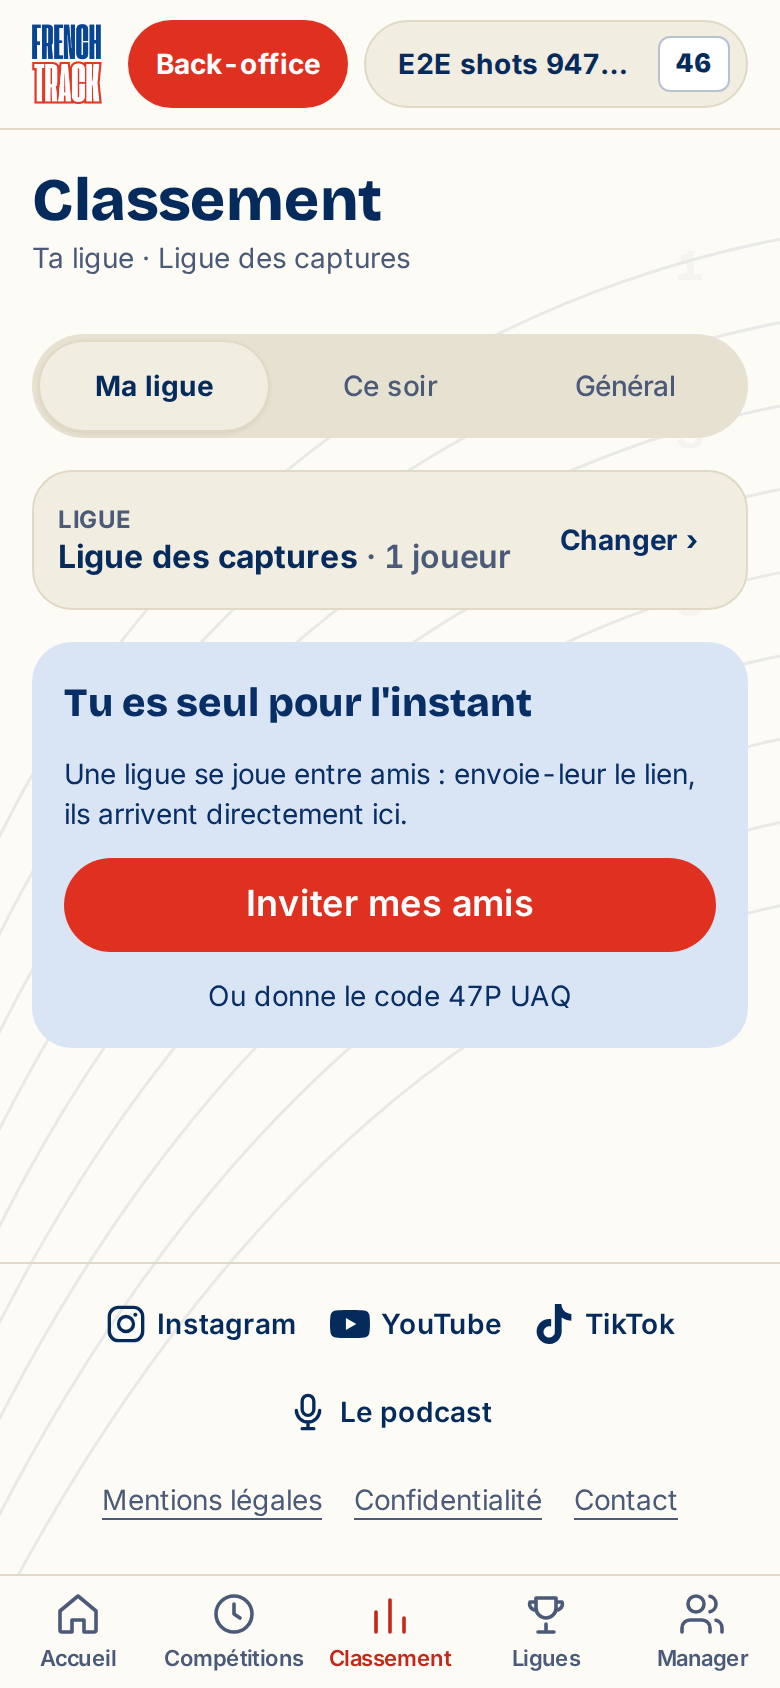 FRENCH
TRACK
Back-office
E2E shots 947...
46
Classement
Ta ligue · Ligue des captures
1
Ma ligue
Ce soir
Général
LIGUE
Ligue des captures · 1 joueur
Changer ›
Tu es seul pour l'instant
Une ligue se joue entre amis : envoie-leur le lien,
ils arrivent directement ici.
Inviter mes amis
Ou donne le code 47P UAQ
Instagram
YouTube
TikTok
Le podcast
Mentions légales
Confidentialité
Contact
Accueil
Compétitions
Classement
Ligues
Manager